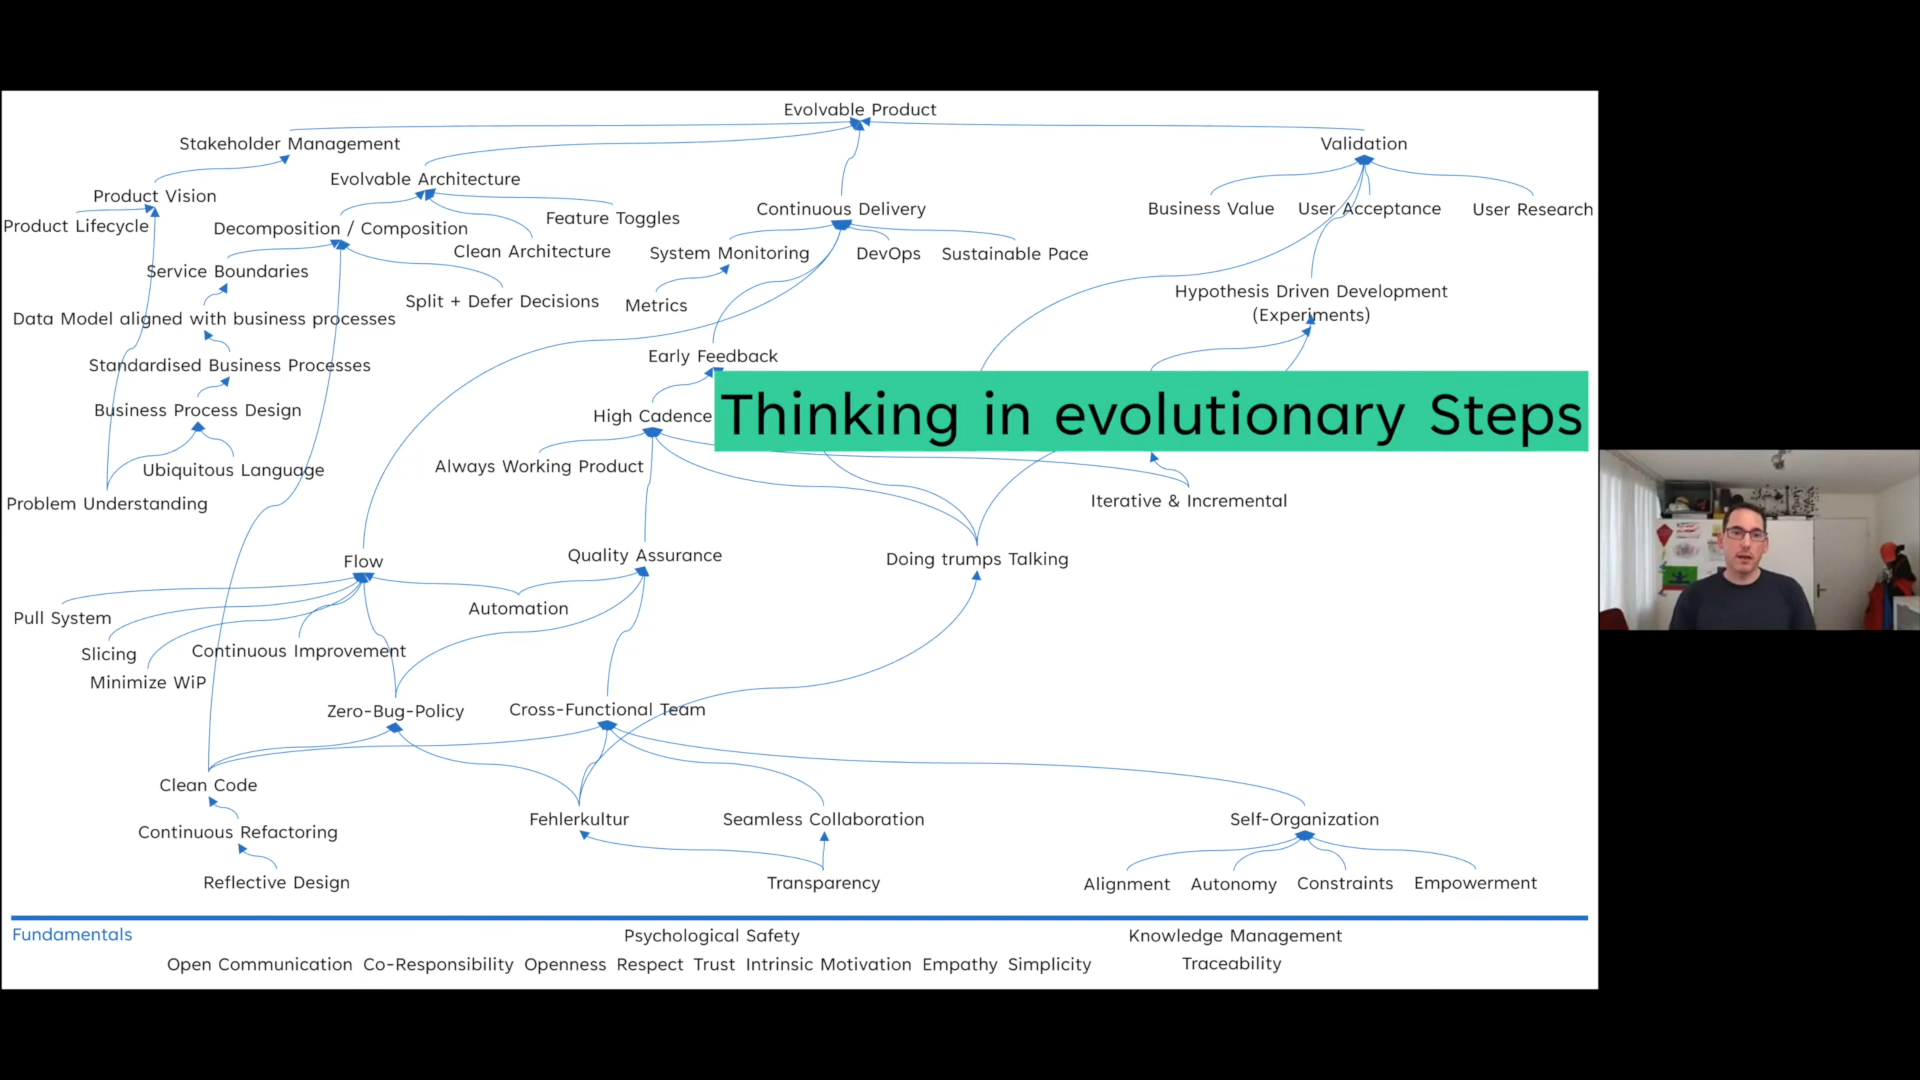 Evolvable Product
Stakeholder Management
Validation
Evolvable Architecture
Product Vision
Business Value
User Acceptance
User Research
Product Lifecycle
Decomposition / Composition
Feature Toggles
Continuous Delivery
Clean Architecture
System Monitoring
DevOps
Sustainable Pace
Service Boundaries
Split + Defer Decisions
Metrics
Hypothesis Driven Development
(Experiments)
Data Model aligned with business processes
Early Feedback
Standardised Business Processes
Business Process Design
High Cadence
Thinking in evolutionary Steps
Ubiquitous Language
Always Working Product
Problem Understanding
Iterative & Incremental
Flow
Quality Assurance
Doing trumps Talking
Automation
Pull System
Slicing
Continuous Improvement
Minimize WiP
Zero-Bug-Policy
Cross-Functional Team
Clean Code
Continuous Refactoring
Fehlerkultur
Seamless Collaboration
Self-Organization
Reflective Design
Transparency
Alignment
Autonomy
Constraints
Empowerment
Fundamentals
Psychological Safety
Knowledge Management
Open Communication Co-Responsibility Openness Respect Trust Intrinsic Motivation Empathy Simplicity
Traceability